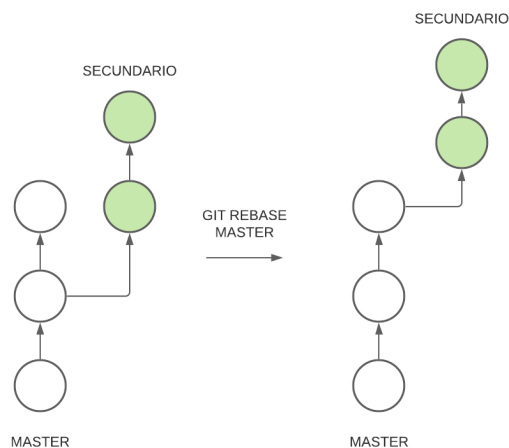 SECUNDARIO
SECUNDARIO
GIT REBASE
MASTER
MASTER
MASTER